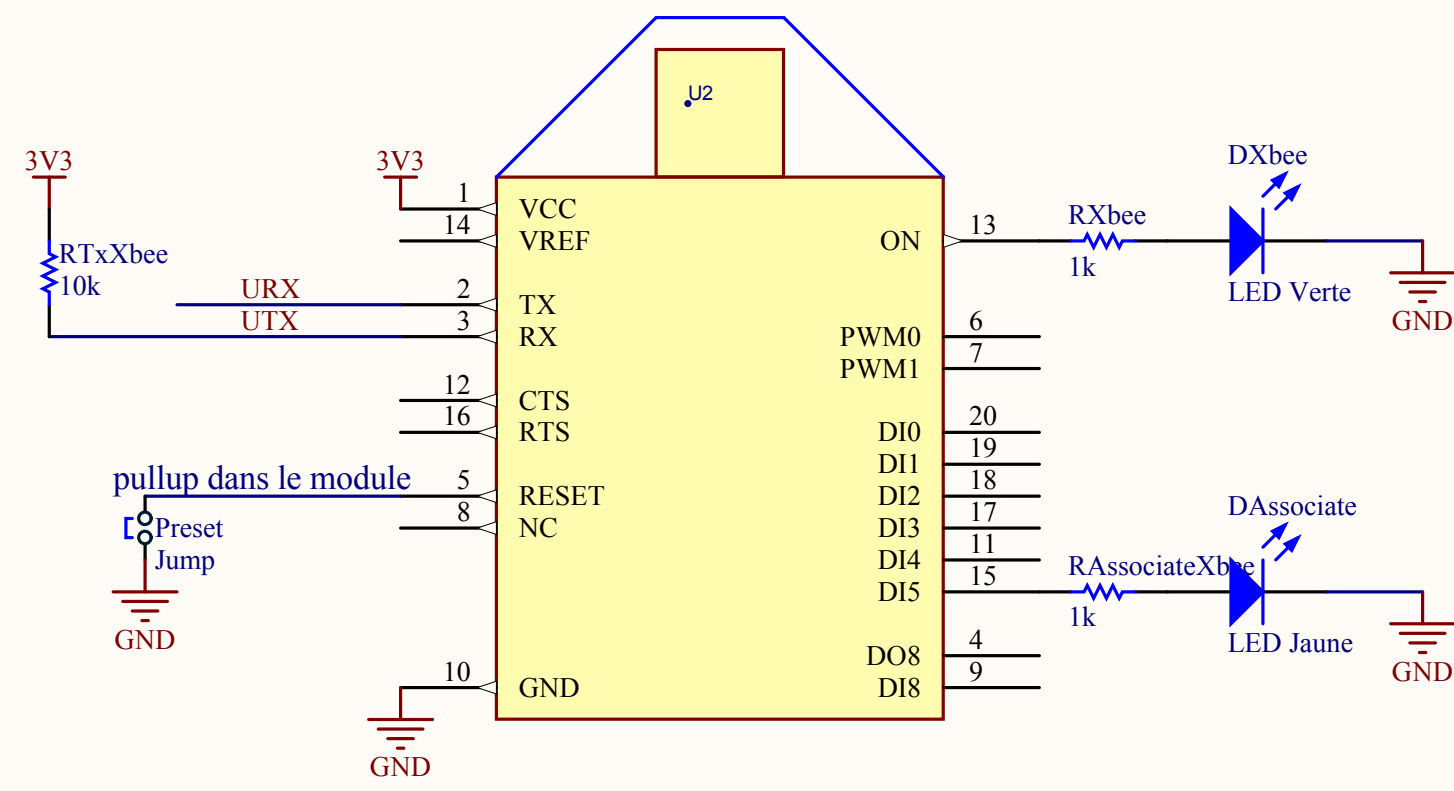 U2
3V3
3V3
RTxXbee
10k
URX
UTX
1
14
2
3
12
16
5
8
10
VCC
VREF
TX
RX
CTS
RTS
RESET
NC
GND
pullup dans le module
Preset
Jump
GND
GND
ON
PWM0
PWM1
DI0
DI1
DI2
DI3
DI4
DI5
DO8
DI8
13
6
7
20
19
18
17
11
15
4
9
RXbee
1k
DXbee
LED Verte
GND
RAssociateXbee
1k
DAssociate
LED Jaune
GND